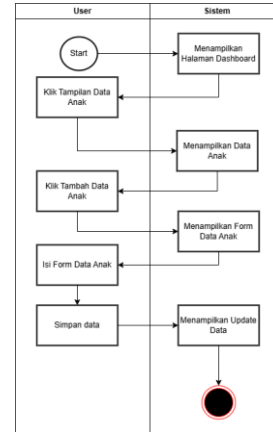 User
Sistem
Start
Menampilkan
Halaman Dashboard
Klik Tampilan Data
Anak
Menampilkan Data
Anak
Klik Tambah Data
Anak
Menampilkan Form
Data Anak
Isi Form Data Anak
Simpan data
Menampilkan Update
Data